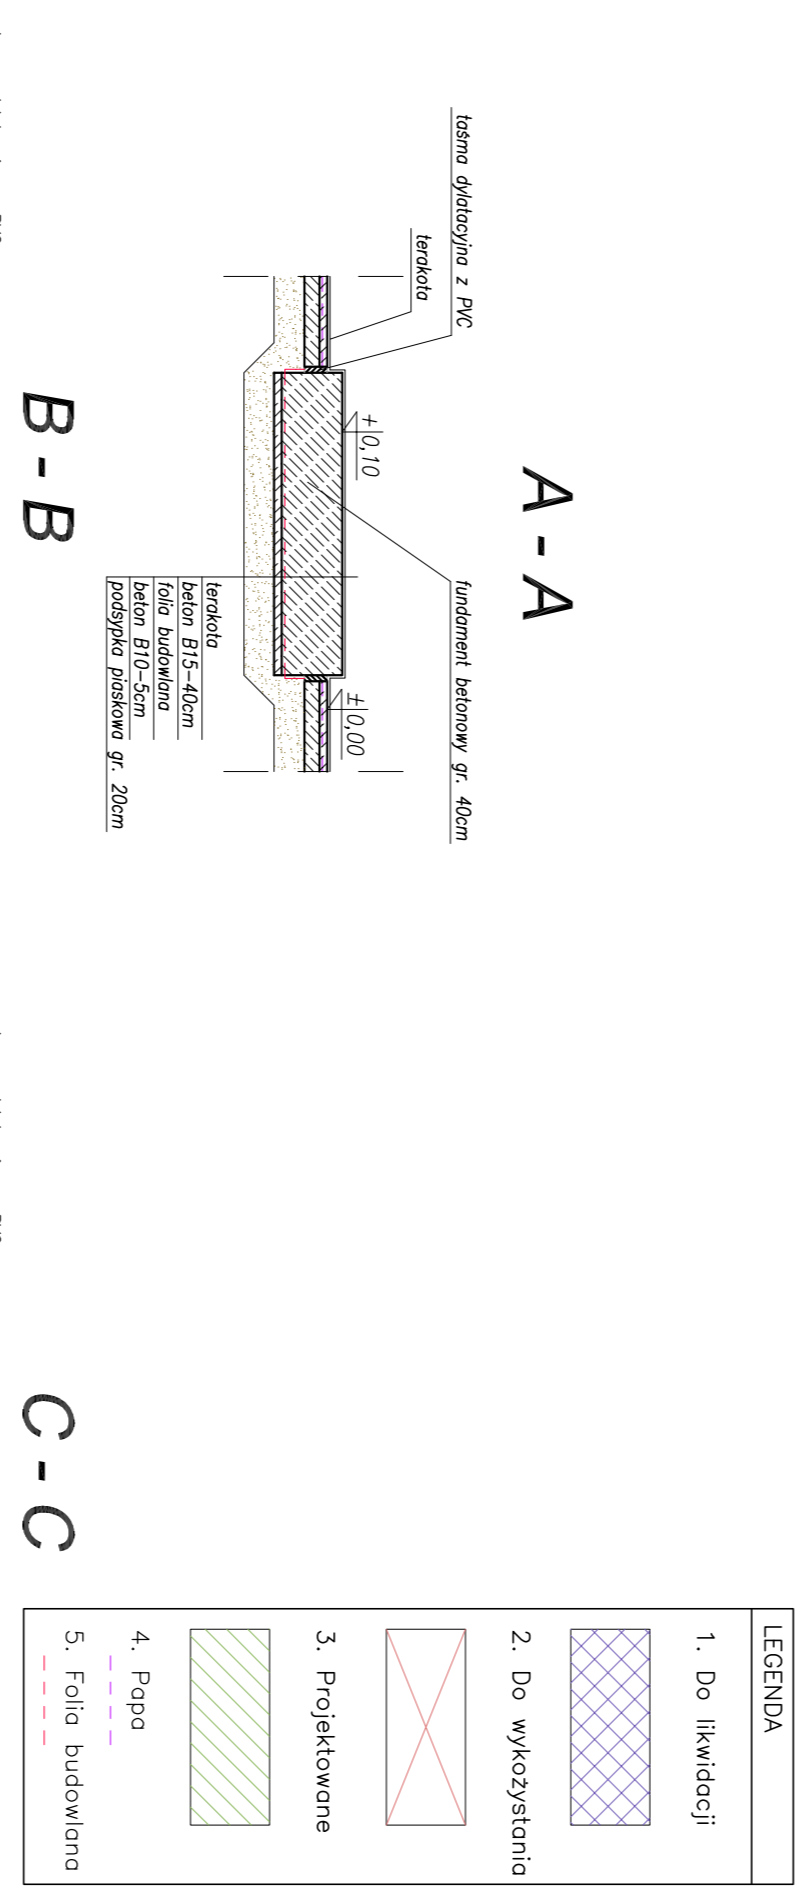 A - A
taśma dylatacyjna z PVC
terakota
+0,10
±0,00
fundament betonowy gr. 40cm
terakota
beton B15-40cm
folia budowlana
beton B10-5cm
podsypka piaskowa gr. 20cm
B - B
C - C
LEGENDA
1. Do likwidacji
2. Do wykożystania
3. Projektowane
4. Papa
5. Folia budowlana